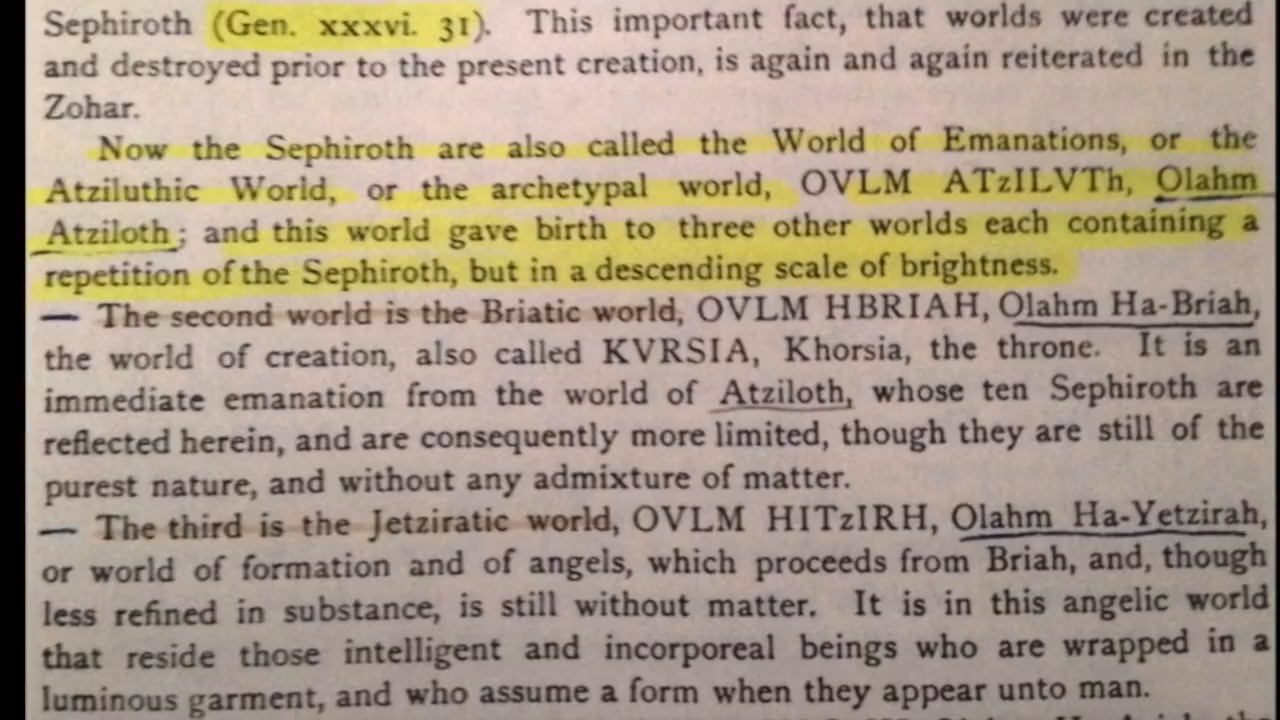 Sephiroth (Gen. xxxvi. 31). This important fact, that worlds were created
and destroyed prior to the present creation, is again and again reiterated in the
Zohar.
Now the Sephiroth are also called the World of Emanations, or the
Atziluthic World, or the archetypal world, OVLM ATzILVTh, Olahm
Atziloth; and this world gave birth to three other worlds each containing a
repetition of the Sephiroth, but in a descending scale of brightness.
The second world is the Briatic world, OVLM HBRIAH, Olahm Ha-Briah,
the world of creation, also called KVRSIA, Khorsia, the throne. It is an
immediate emanation from the world of Atziloth, whose ten Sephiroth are
reflected herein, and are consequently more limited, though they are still of the
purest nature, and without any admixture of matter.
The third is the Jetziratic world, OVLM HITzIRH, Olahm Ha-Yetzirah,
or world of formation and of angels, which proceeds from Briah, and, though
less refined in substance, is still without matter. It is in this angelic world
that reside those intelligent and incorporeal beings who are wrapped in a
luminous garment, and who assume a form when they appear unto man.